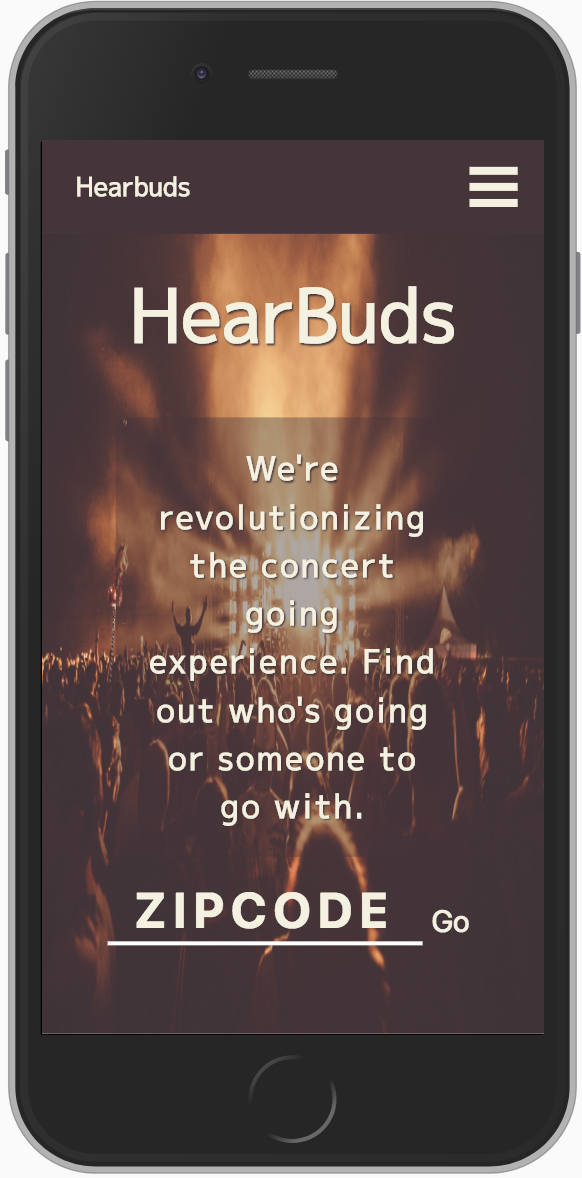 Hearbuds
HearBuds
We're
revolutionizing
the concert
going
experience. Find
out who's going
or someone to
go with.
ZIPCODE Go